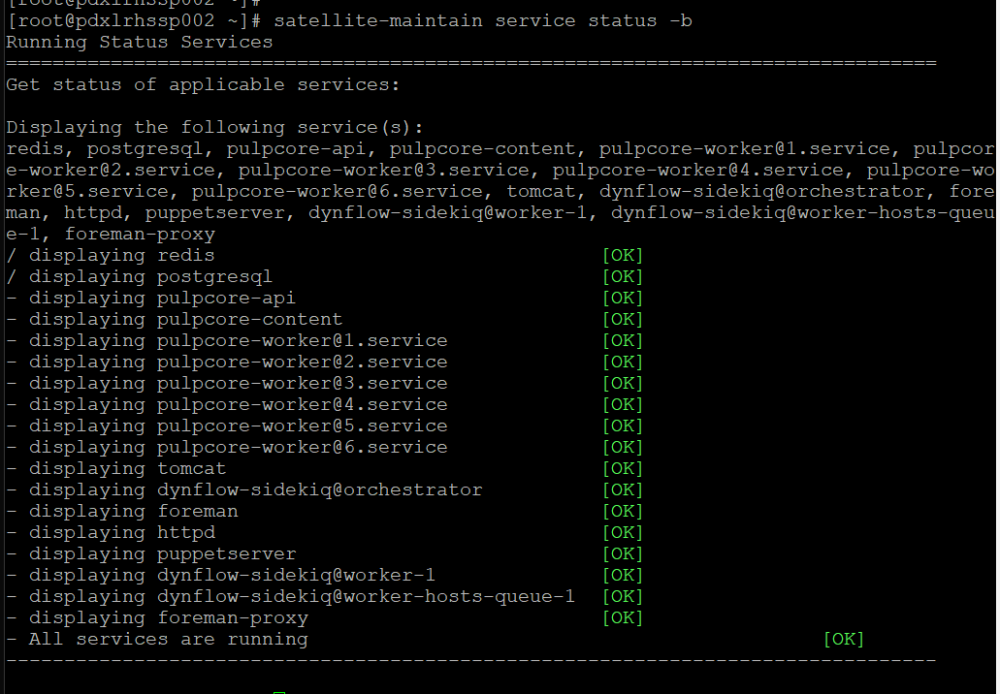 [root@pdxlrhssp002 ~]#
[root@pdxlrhssp002 ~]# satellite-maintain service status -b
Running Status Services
================================================================================
Get status of applicable services:
Displaying the following service(s):
redis, postgresql, pulpcore-api, pulpcore-content, pulpcore-worker@1.service, pulpcor
e-worker@2.service, pulpcore-worker@3.service, pulpcore-worker@4.service, pulpcore-wo
rker@5.service, pulpcore-worker@6.service, tomcat, dynflow-sidekiq@orchestrator, fore
man, httpd, puppetserver, dynflow-sidekiq@worker-1, dynflow-sidekiq@worker-hosts-queu
e-1, foreman-proxy
/ displaying redis [OK]
/ displaying postgresql [OK]
- displaying pulpcore-api [OK]
- displaying pulpcore-content [OK]
- displaying pulpcore-worker@1.service [OK]
- displaying pulpcore-worker@2.service [OK]
- displaying pulpcore-worker@3.service [OK]
- displaying pulpcore-worker@4.service [OK]
- displaying pulpcore-worker@5.service [OK]
- displaying pulpcore-worker@6.service [OK]
- displaying tomcat [OK]
- displaying dynflow-sidekiq@orchestrator [OK]
- displaying foreman [OK]
- displaying httpd [OK]
- displaying puppetserver [OK]
- displaying dynflow-sidekiq@worker-1 [OK]
- displaying dynflow-sidekiq@worker-hosts-queue-1 [OK]
- displaying foreman-proxy [OK]
- All services are running [OK]
--------------------------------------------------------------------------------